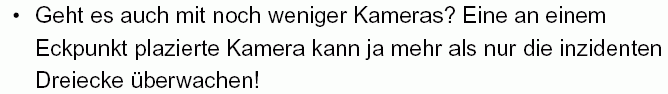 • Geht es auch mit noch weniger Kameras? Eine an einem
Eckpunkt plazierte Kamera kann ja mehr als nur die inzidenten
Dreiecke überwachen!